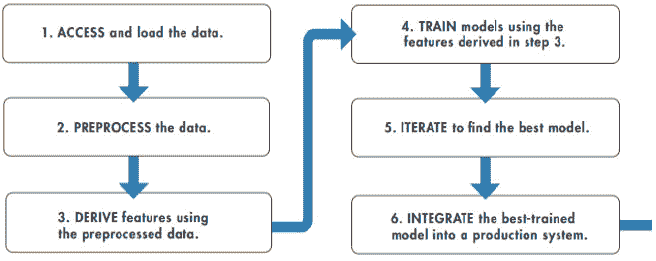 1. ACCESS and load the data.
2. PREPROCESS the data.
3. DERIVE features using
the preprocessed data.
4. TRAIN models using the
features derived in step 3.
5. ITERATE to find the best model.
6. INTEGRATE the best-trained
model into a production system.